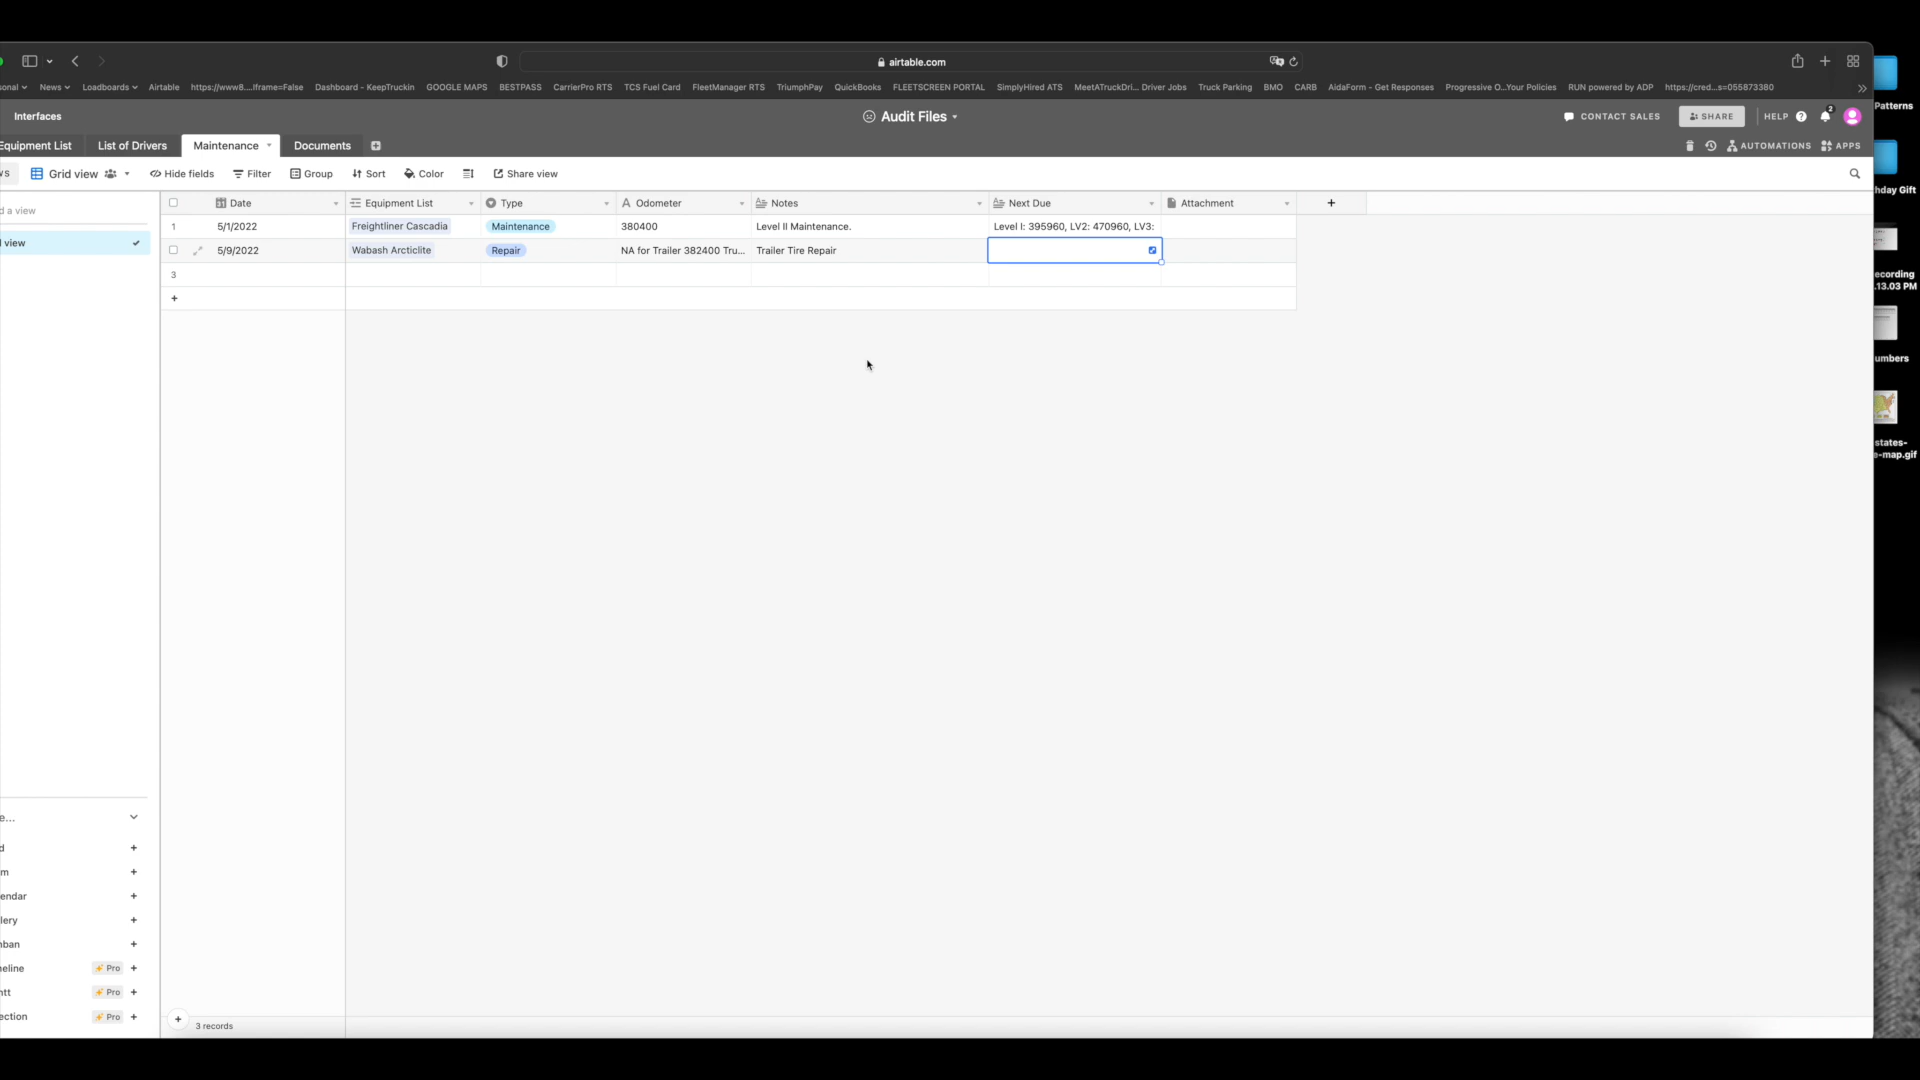 airtable.com
sonal News Loadboards Airtable https://www8....Iframe=False Dashboard - KeepTruckin GOOGLE MAPS BESTPASS CarrierPro RTS TCS Fuel Card FleetManager RTS TriumphPay QuickBooks FLEETSCREEN PORTAL SimplyHired ATS MeetATruckDri... Driver Jobs Truck Parking BMO CARB AidaForm - Get Responses Progressive O...Your Policies RUN powered by ADP https://cred...s=055873380
Patterns
Interfaces Audit Files CONTACT SALES SHARE HELP 2
Equipment List List of Drivers Maintenance Documents AUTOMATIONS APPS
WS Grid view Hide fields Filter Group Sort Color Share view
hday Gift
d a view Date Equipment List Type Odometer Notes Next Due Attachment +
1 5/1/2022 Freightliner Cascadia Maintenance 380400 Level II Maintenance. Level I: 395960, LV2: 470960, LV3:
view
5/9/2022 Wabash Arcticlite Repair NA for Trailer 382400 Tru... Trailer Tire Repair
3
+
ecording
.13.03 PM
umbers
states-
e-map.gif
e...
d +
m +
endar +
lery +
nban +
neline Pro +
ntt Pro +
ection Pro +
+ 3 records